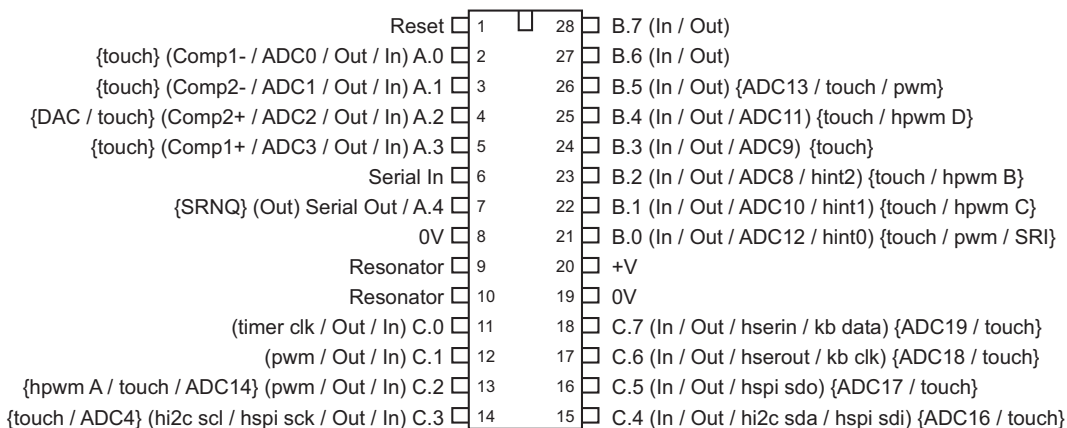 Reset 1 28 B.7 (In / Out)
{touch} (Comp1- / ADC0 / Out / In) A.0 2 27 B.6 (In / Out)
{touch} (Comp2- / ADC1 / Out / In) A.1 3 26 B.5 (In / Out) {ADC13 / touch / pwm}
{DAC / touch} (Comp2+ / ADC2 / Out / In) A.2 4 25 B.4 (In / Out / ADC11) {touch / hpwm D}
{touch} (Comp1+ / ADC3 / Out / In) A.3 5 24 B.3 (In / Out / ADC9) {touch}
Serial In 6 23 B.2 (In / Out / ADC8 / hint2) {touch / hpwm B}
{SRNQ} (Out) Serial Out / A.4 7 22 B.1 (In / Out / ADC10 / hint1) {touch / hpwm C}
0V 8 21 B.0 (In / Out / ADC12 / hint0) {touch / pwm / SRI}
Resonator 9 20 +V
Resonator 10 19 0V
(timer clk / Out / In) C.0 11 18 C.7 (In / Out / hserin / kb data) {ADC19 / touch}
(pwm / Out / In) C.1 12 17 C.6 (In / Out / hserout / kb clk) {ADC18 / touch}
{hpwm A / touch / ADC14} (pwm / Out / In) C.2 13 16 C.5 (In / Out / hspi sdo) {ADC17 / touch}
{touch / ADC4} (hi2c scl / hspi sck / Out / In) C.3 14 15 C.4 (In / Out / hi2c sda / hspi sdi) {ADC16 / touch}